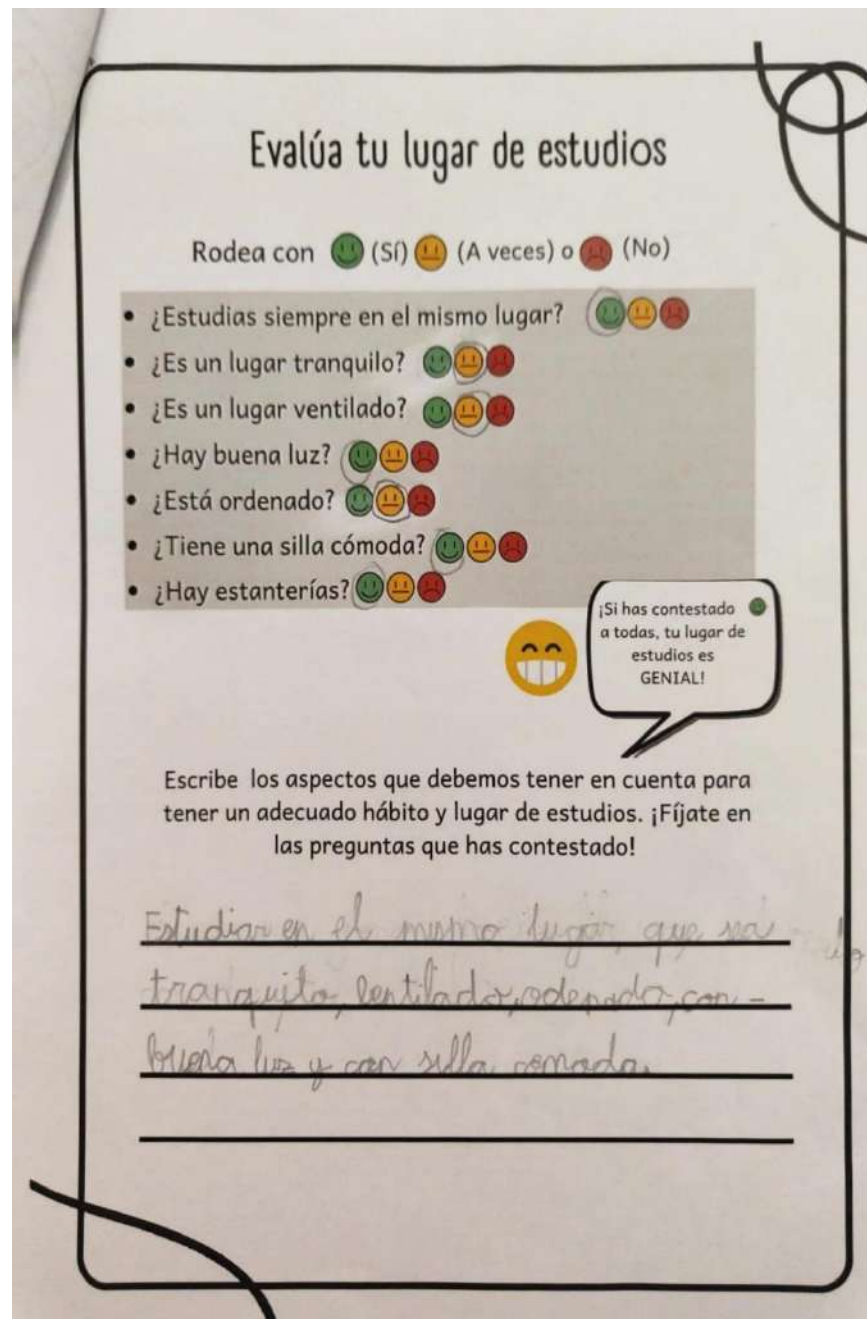 Evalúa tu lugar de estudios
Rodea con (Sí) (A veces) o (No)
• ¿Estudias siempre en el mismo lugar?
• ¿Es un lugar tranquilo?
• ¿Es un lugar ventilado?
• ¿Hay buena luz?
• ¿Está ordenado?
• ¿Tiene una silla cómoda?
• ¿Hay estanterías?
¡Si has contestado
a todas, tu lugar de
estudios es
GENIAL!
Escribe los aspectos que debemos tener en cuenta para
tener un adecuado hábito y lugar de estudios. ¡Fíjate en
las preguntas que has contestado!
Estudiar en el mismo lugar, que sea
tranquilo, bentilado, odenado, con -
buena luz y con silla comoda.